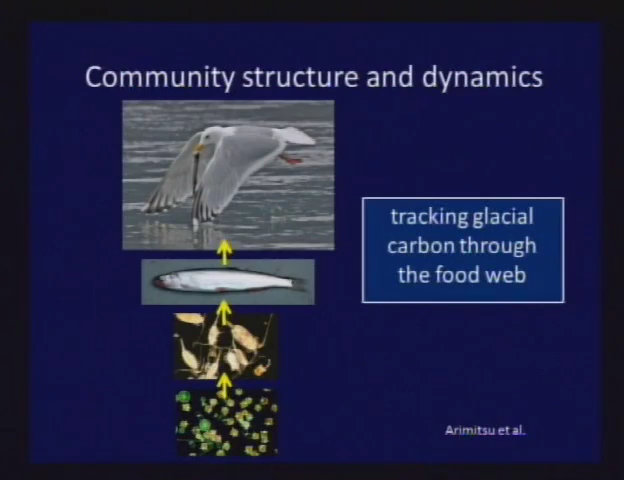 Community structure and dynamics
tracking glacial
carbon through
the food web
Arimitsu et al.